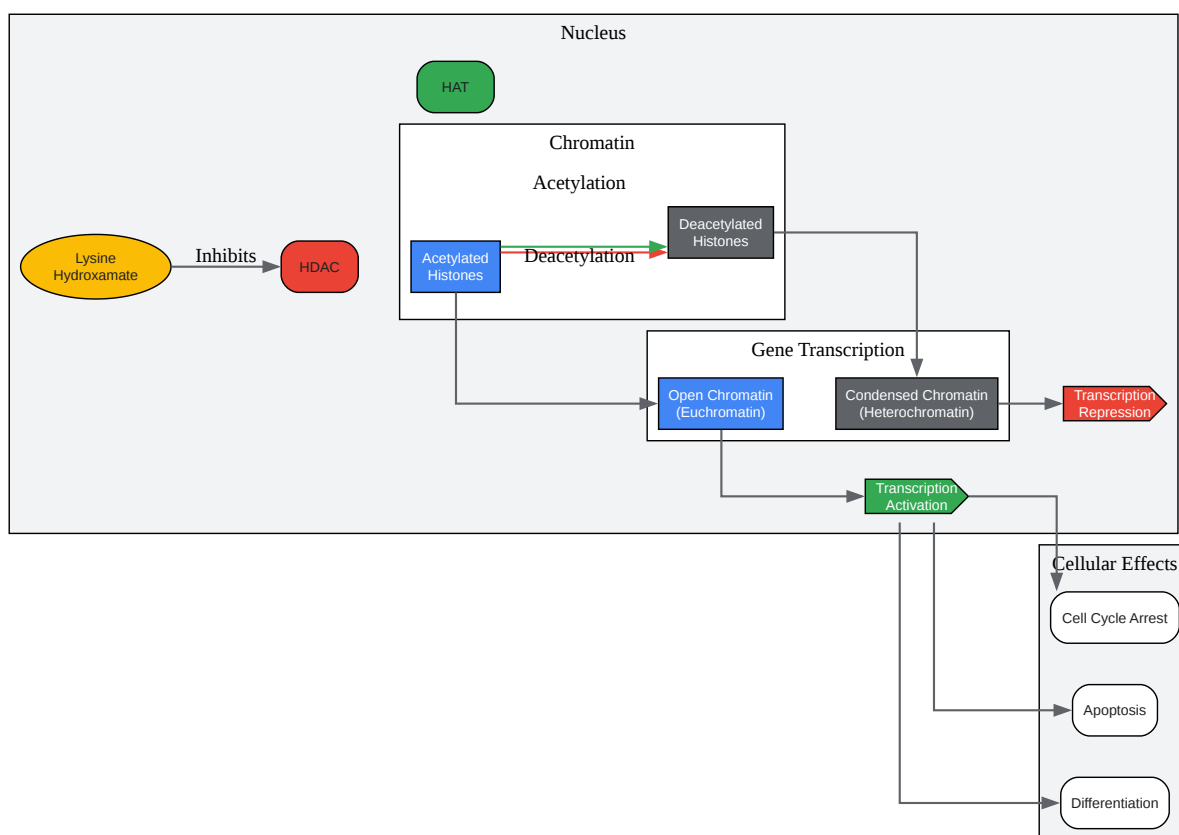 Nucleus
HAT
Chromatin
Acetylation
Deacetylated
Histones
Lysine
Hydroxamate
Inhibits
HDAC
Acetylated
Histones
Deacetylation
Gene Transcription
Open Chromatin
(Euchromatin)
Condensed Chromatin
(Heterochromatin)
Transcription
Repression
Transcription
Activation
Cellular Effects
Cell Cycle Arrest
Apoptosis
Differentiation